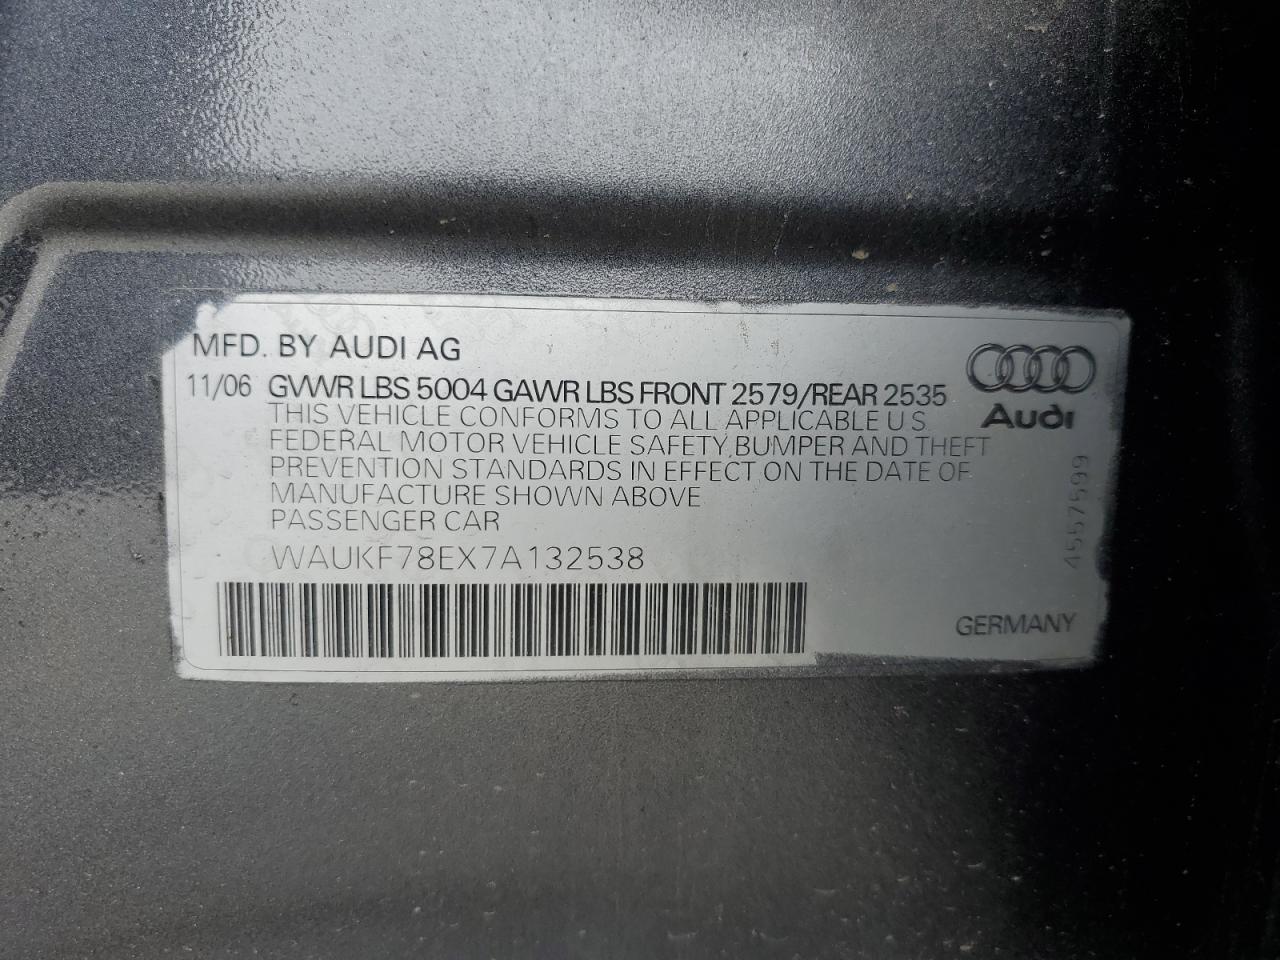 MFD. BY AUDI AG
11/06 GVWR LBS 5004 GAWR LBS FRONT 2579/REAR 2535
THIS VEHICLE CONFORMS TO ALL APPLICABLE U.S.
FEDERAL MOTOR VEHICLE SAFETY, BUMPER AND THEFT
PREVENTION STANDARDS IN EFFECT ON THE DATE OF
MANUFACTURE SHOWN ABOVE
PASSENGER CAR
WAUKF78EX7A132538
Audi
4557599
GERMANY